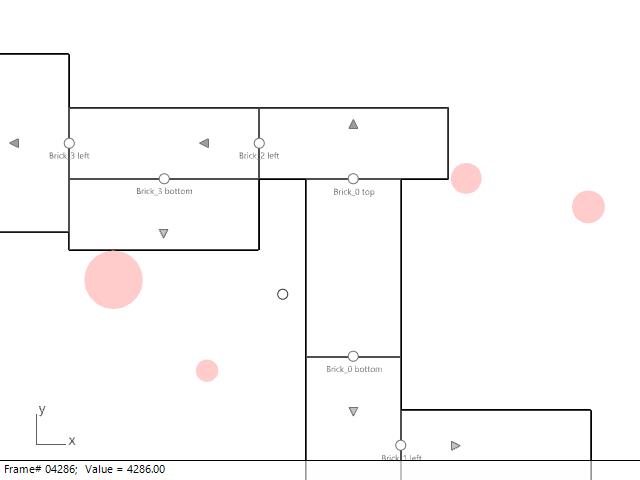 Brick_3 left
Brick_2 left
Brick_3 bottom
Brick_0 top
Brick_0 bottom
y
x
Brick_1 left
Frame# 04286; Value = 4286.00